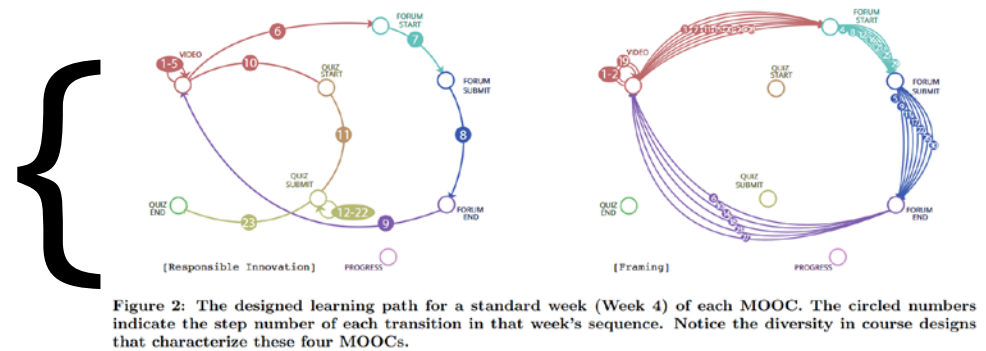 FORUM
START
6
7
VIDEO
1-5
10
QUIZ
START
FORUM
SUBMIT
11
8
QUIZ
SUBMIT
12-22
QUIZ
END
23
9
FORUM
END
[Responsible Innovation]
PROGRESS
FORUM
START
VIDEO
19
1-2
QUIZ
START
FORUM
SUBMIT
QUIZ
SUBMIT
QUIZ
END
FORUM
END
[Framing]
PROGRESS
Figure 2: The designed learning path for a standard week (Week 4) of each MOOC. The circled numbers
indicate the step number of each transition in that week's sequence. Notice the diversity in course designs
that characterize these four MOOCs.